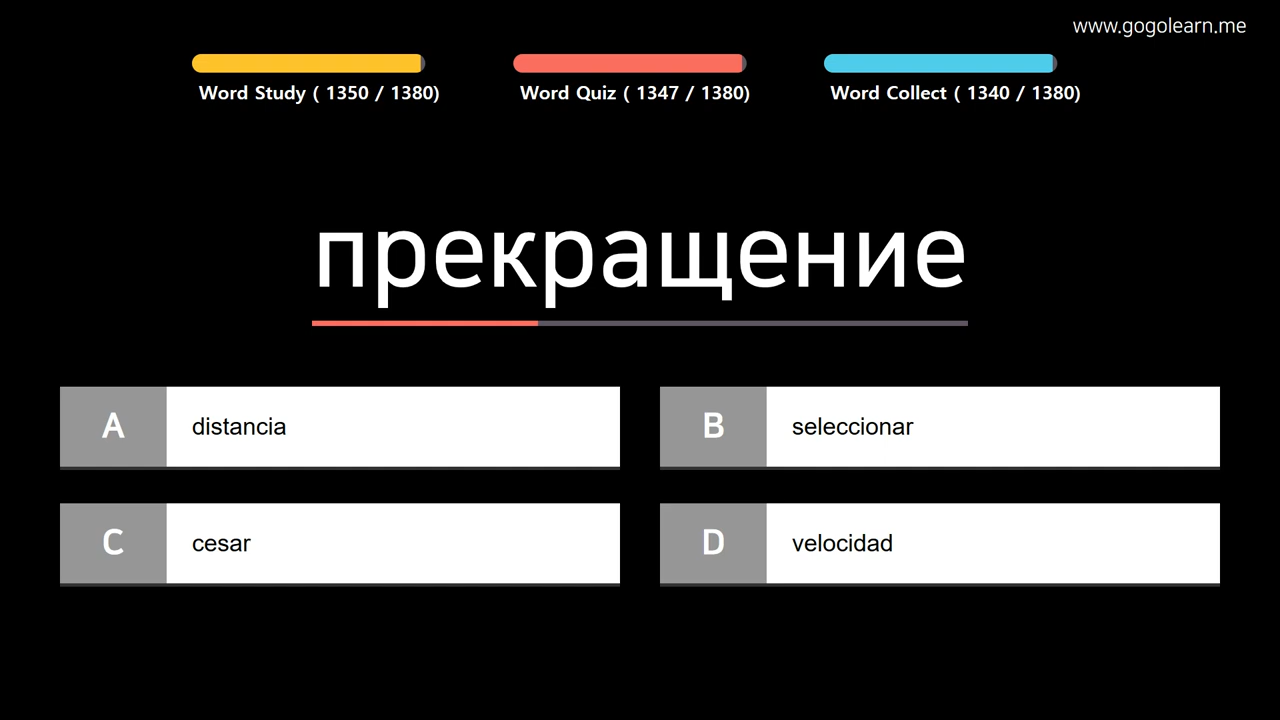 www.gogolearn.me
Word Study ( 1350 / 1380)
Word Quiz ( 1347 / 1380)
Word Collect ( 1340 / 1380)
прекращение
A distancia
B seleccionar
C cesar
D velocidad